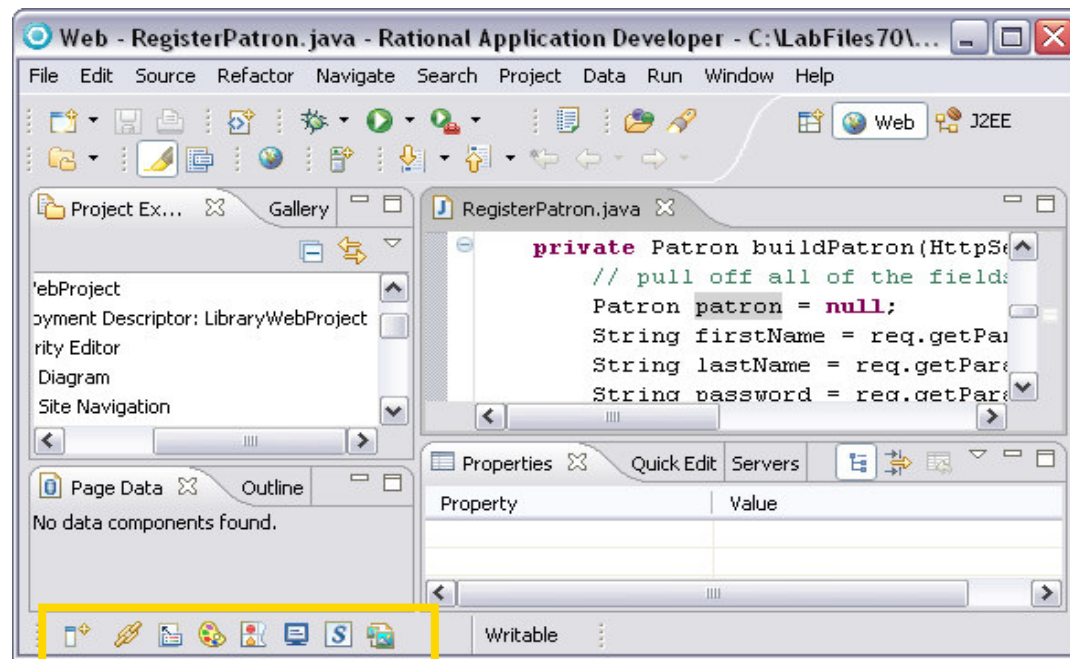 Web - RegisterPatron.java - Rational Application Developer - C:\LabFiles70\...
File Edit Source Refactor Navigate Search Project Data Run Window Help
Web J2EE
Project Ex... Gallery
'ebProject
oyment Descriptor: LibraryWebProject
rity Editor
Diagram
Site Navigation
RegisterPatron.java
private Patron buildPatron(HttpSe
// pull off all of the fields
Patron patron = null;
String firstName = req.getPar
String lastName = req.getPara
String password = req.getPara
Page Data Outline
No data components found.
Properties Quick Edit Servers
Property Value
Writable